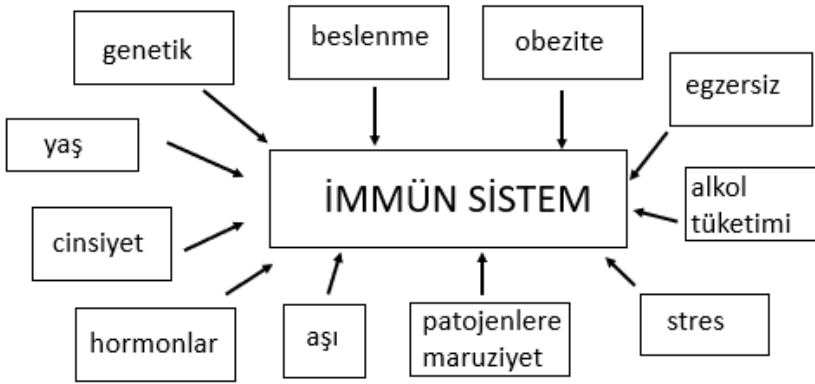 genetik
beslenme
obezite
egzersiz
yaş
İMMÜN SİSTEM
alkol
tüketimi
cinsiyet
hormonlar
aşı
patojenlere
maruziyet
stres